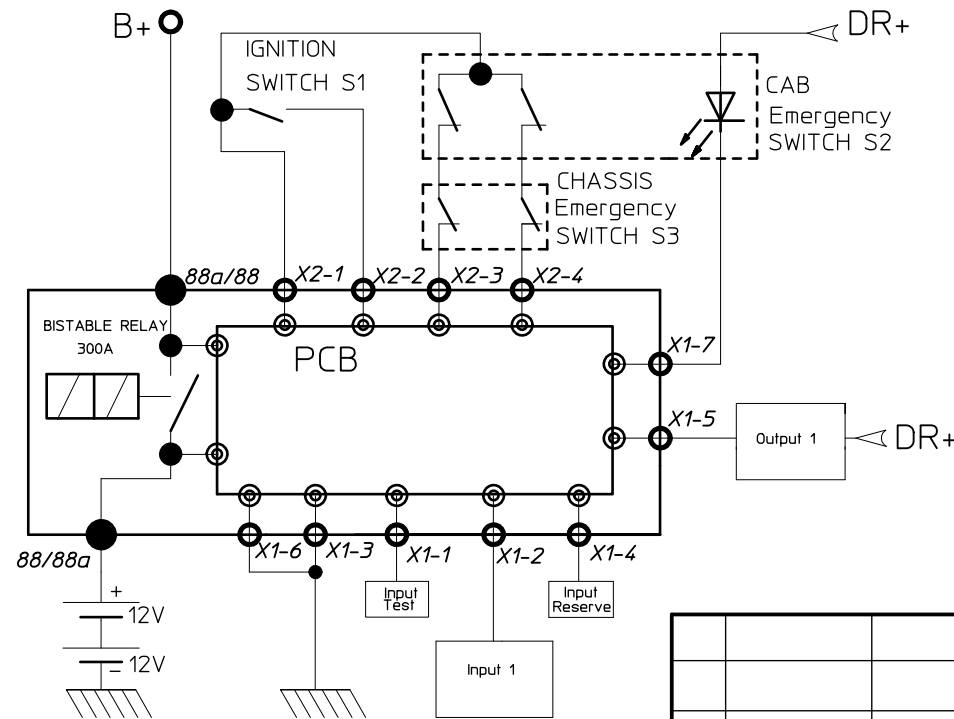 B+
IGNITION
SWITCH S1
DR+
CAB
Emergency
SWITCH S2
CHASSIS
Emergency
SWITCH S3
88a/88
X2-1
X2-2
X2-3
X2-4
BISTABLE RELAY
300A
PCB
X1-7
X1-5
Output 1
DR+
88/88a
X1-6
X1-3
X1-1
X1-2
X1-4
Input
Test
Input
Reserve
+
12V
Input 1
- 12V